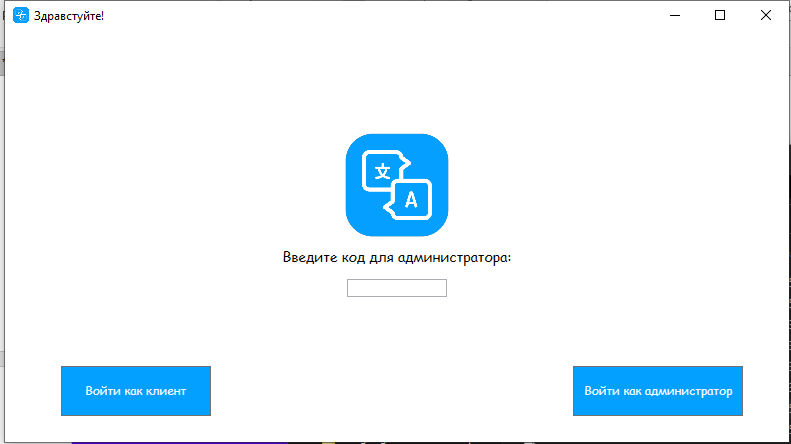 Здравстуйте!
文
A
Введите код для администратора:
Войти как клиент
Войти как администратор